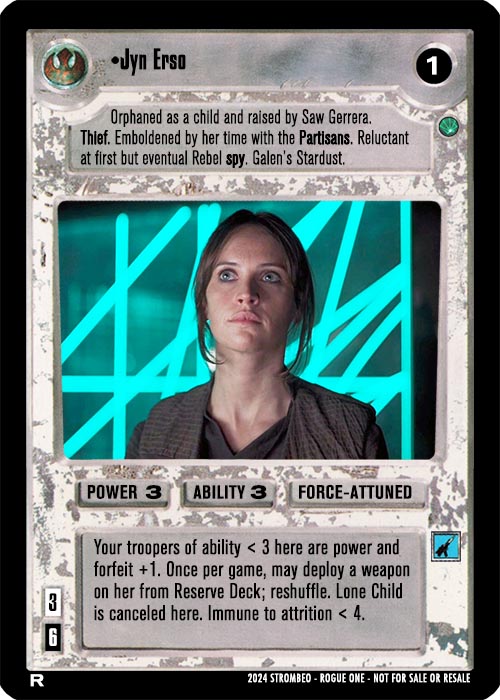 •Jyn Erso
1
Orphaned as a child and raised by Saw Gerrera.
Thief. Emboldened by her time with the Partisans. Reluctant
at first but eventual Rebel spy. Galen's Stardust.
POWER 3 ABILITY 3 FORCE-ATTUNED
Your troopers of ability < 3 here are power and
forfeit +1. Once per game, may deploy a weapon
on her from Reserve Deck; reshuffle. Lone Child
is canceled here. Immune to attrition < 4.
3
6
R
2024 STROMBEO - ROGUE ONE - NOT FOR SALE OR RESALE